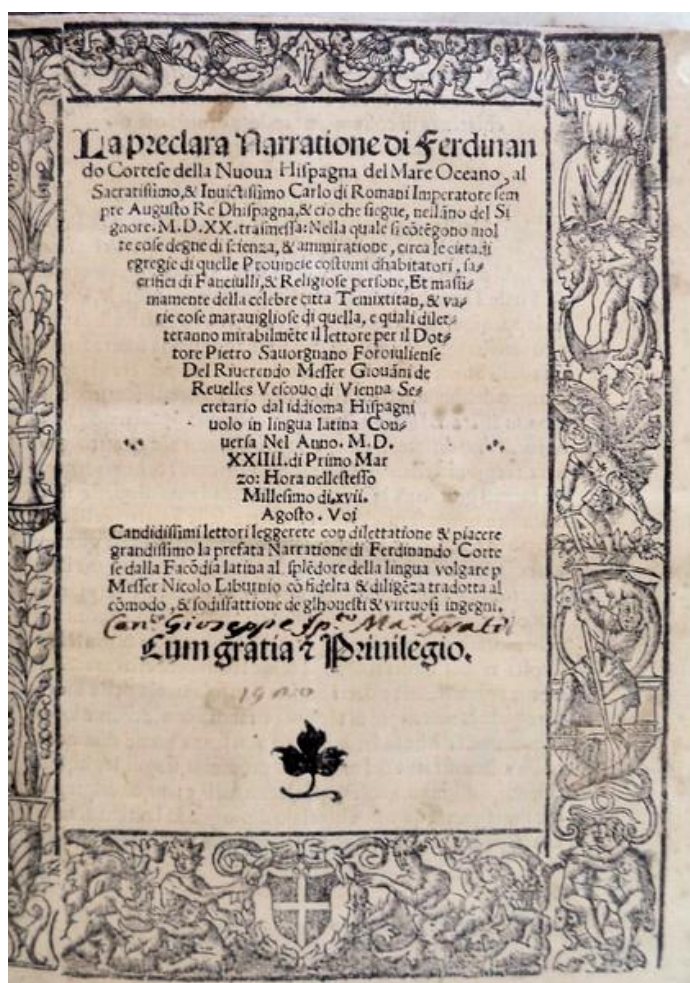 La preclara Narratione di Ferdinan
do Cortese della Nuoua Hispagna del Mare Oceano, al
Sacratissimo, & Inuictissimo Carlo di Romani Imperatore sem
pre Augusto Re Dhispagna, & cio che siegue, nell āno del Si
gnore. M.D.XX. trasmessa: Nella quale si cōtēgono mol
te cose degne di scienza, & ammiratione, circa le citta di
egregie di quelle Prouincie costumi dhabitatori, sa⸗
crifici di Fanciulli, & Religiose persone, Et massi⸗
mamente della celebre citta Temixtitan, & va⸗
rie cose marauigliose di quella, e quali dilet⸗
teranno mirabilmēte il lettore per il Dot⸗
tore Pietro Sauorgnano Foroiuliense
Del Riuerendo Messer Giouāni de
Reuelles Vescouo di Vienna Se⸗
cretario dal iddioma Hispagni
uolo in lingua latina Con⸗
uersa Nel Anno. M.D.
XXIIII. di Primo Mar
zo: Hora nellestesso
Millesimo di.xvii.
Agosto. Voi
Candidissimi lettori leggerete con dilettatione & piacere
grandissimo la prefata Narratione di Ferdinando Corte
se dalla Facōdia latina al splēdore della lingua volgare p
Messer Nicolo Liburnio cō fidelta & diligēza tradotta al
cōmodo, & sodisfattione de glhonesti & virtuosi ingegni.
Giuseppe
Cum gratia ⁊ Priuilegio.